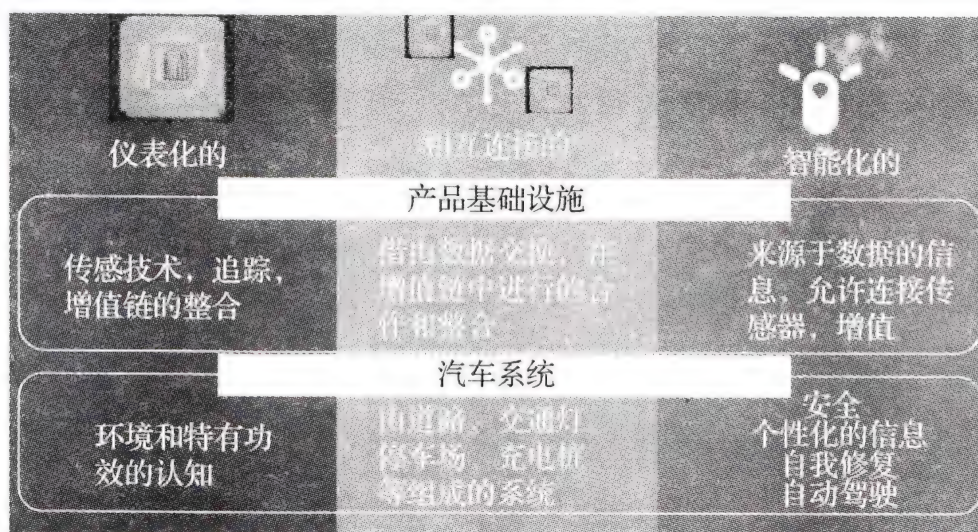 仪表化的
相互连接的
智能化的
产品基础设施
传感技术，追踪，
增值链的整合
借由数据交换，在
增值链中进行的合
作和整合
来源于数据的信
息，允许连接传
感器，增值
汽车系统
环境和特有功
效的认知
由道路、交通灯
停车场、充电桩
等组成的系统
安全
个性化的信息
自我修复
自动驾驶